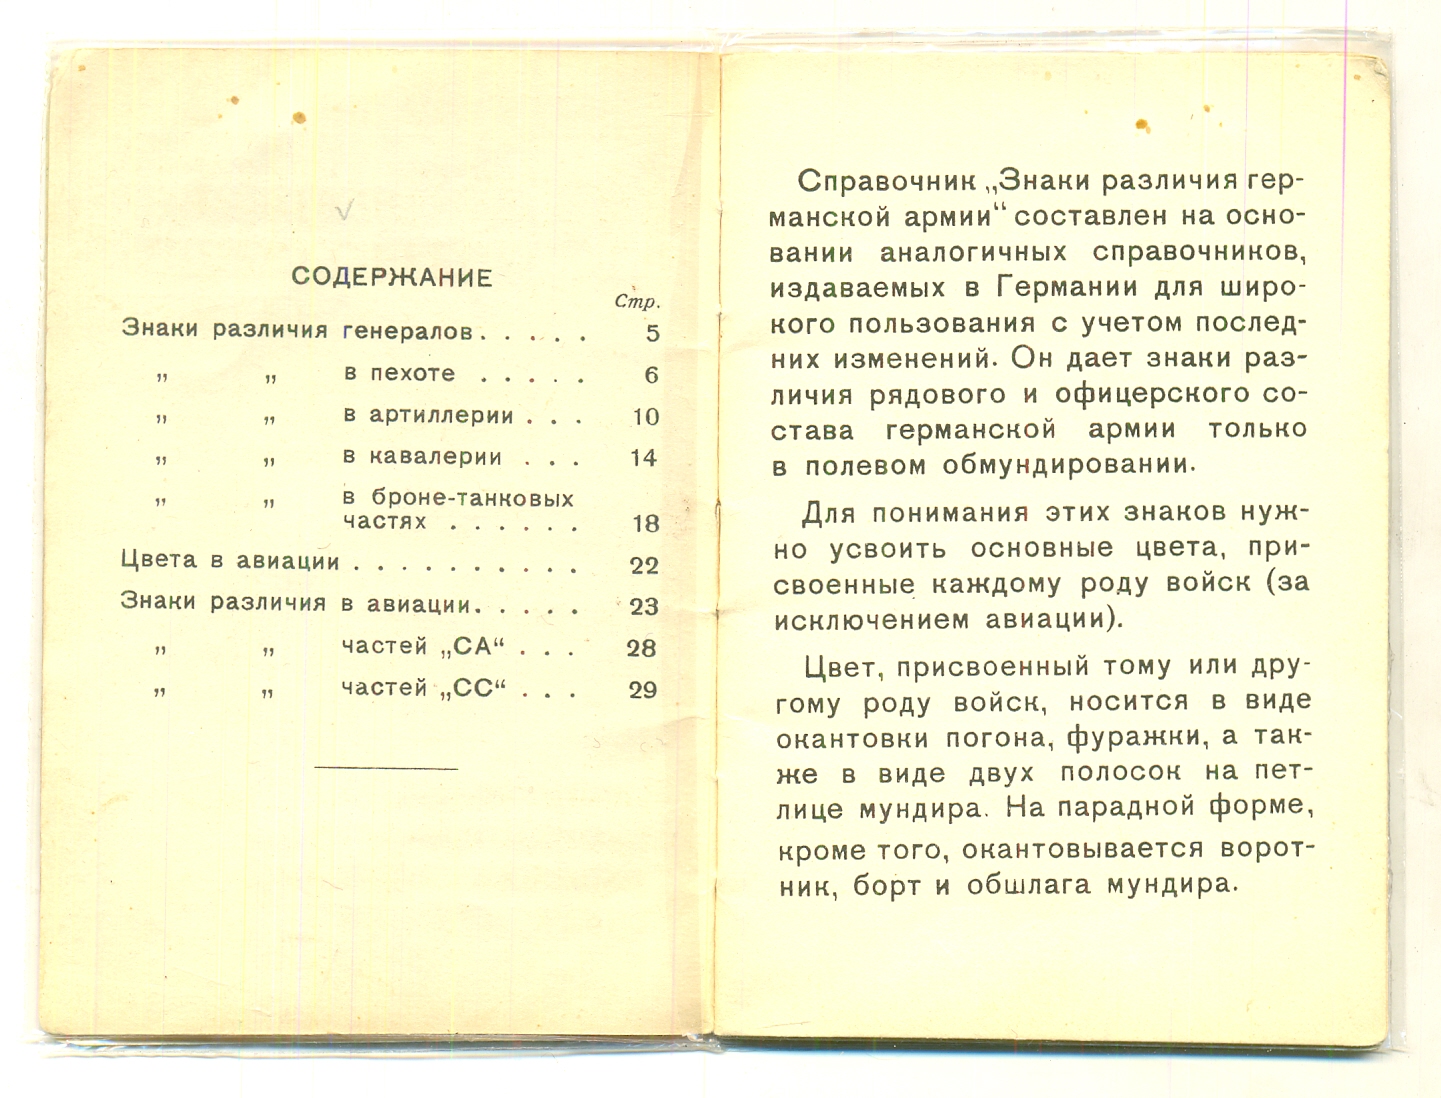 СОДЕРЖАНИЕ
Стр.
Знаки различия генералов. . . . . 5
„ „ в пехоте . . . . . 6
„ „ в артиллерии . . . 10
„ „ в кавалерии . . . 14
„ „ в броне-танковых
частях . . . . . . 18
Цвета в авиации . . . . . . . . . . 22
Знаки различия в авиации. . . . . 23
„ „ частей „СА“ . . . 28
„ „ частей „СС“ . . . 29
Справочник „Знаки различия гер-
манской армии“ составлен на осно-
вании аналогичных справочников,
издаваемых в Германии для широ-
кого пользования с учетом послед-
них изменений. Он дает знаки раз-
личия рядового и офицерского со-
става германской армии только
в полевом обмундировании.
Для понимания этих знаков нуж-
но усвоить основные цвета, при-
своенные каждому роду войск (за
исключением авиации).
Цвет, присвоенный тому или дру-
гому роду войск, носится в виде
окантовки погона, фуражки, а так-
же в виде двух полосок на пет-
лице мундира. На парадной форме,
кроме того, окантовывается ворот-
ник, борт и обшлага мундира.